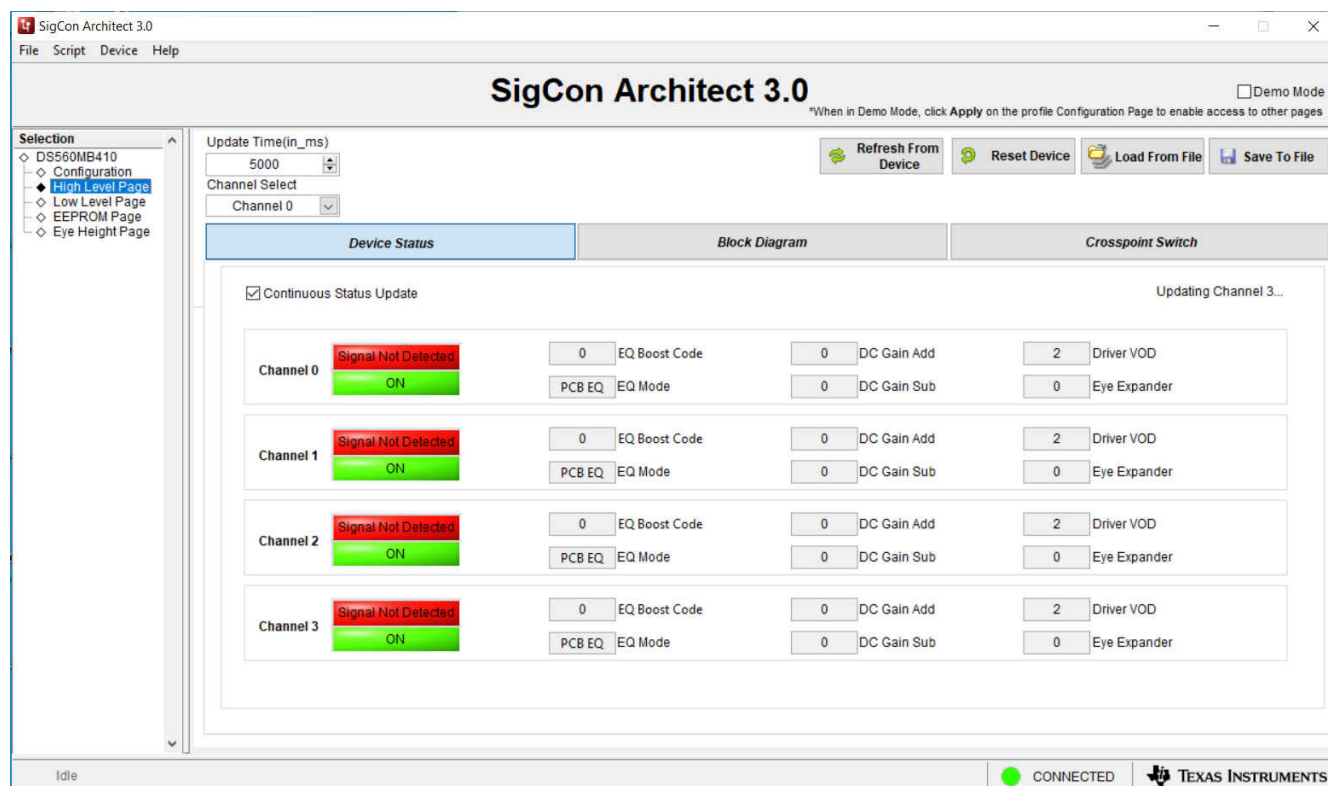 SigCon Architect 3.0
File Script Device Help
SigCon Architect 3.0
Demo Mode
*When in Demo Mode, click Apply on the profile Configuration Page to enable access to other pages
Selection
DS560MB410
Configuration
High Level Page
Low Level Page
EEPROM Page
Eye Height Page
Update Time(in_ms)
5000
Channel Select
Channel 0
Refresh From
Device
Reset Device
Load From File
Save To File
Device Status
Block Diagram
Crosspoint Switch
Continuous Status Update
Updating Channel 3...
Channel 0
Signal Not Detected
ON
0 EQ Boost Code 0 DC Gain Add 2 Driver VOD
PCB EQ EQ Mode 0 DC Gain Sub 0 Eye Expander
Channel 1
Signal Not Detected
ON
0 EQ Boost Code 0 DC Gain Add 2 Driver VOD
PCB EQ EQ Mode 0 DC Gain Sub 0 Eye Expander
Channel 2
Signal Not Detected
ON
0 EQ Boost Code 0 DC Gain Add 2 Driver VOD
PCB EQ EQ Mode 0 DC Gain Sub 0 Eye Expander
Channel 3
Signal Not Detected
ON
0 EQ Boost Code 0 DC Gain Add 2 Driver VOD
PCB EQ EQ Mode 0 DC Gain Sub 0 Eye Expander
Idle
CONNECTED
TEXAS INSTRUMENTS